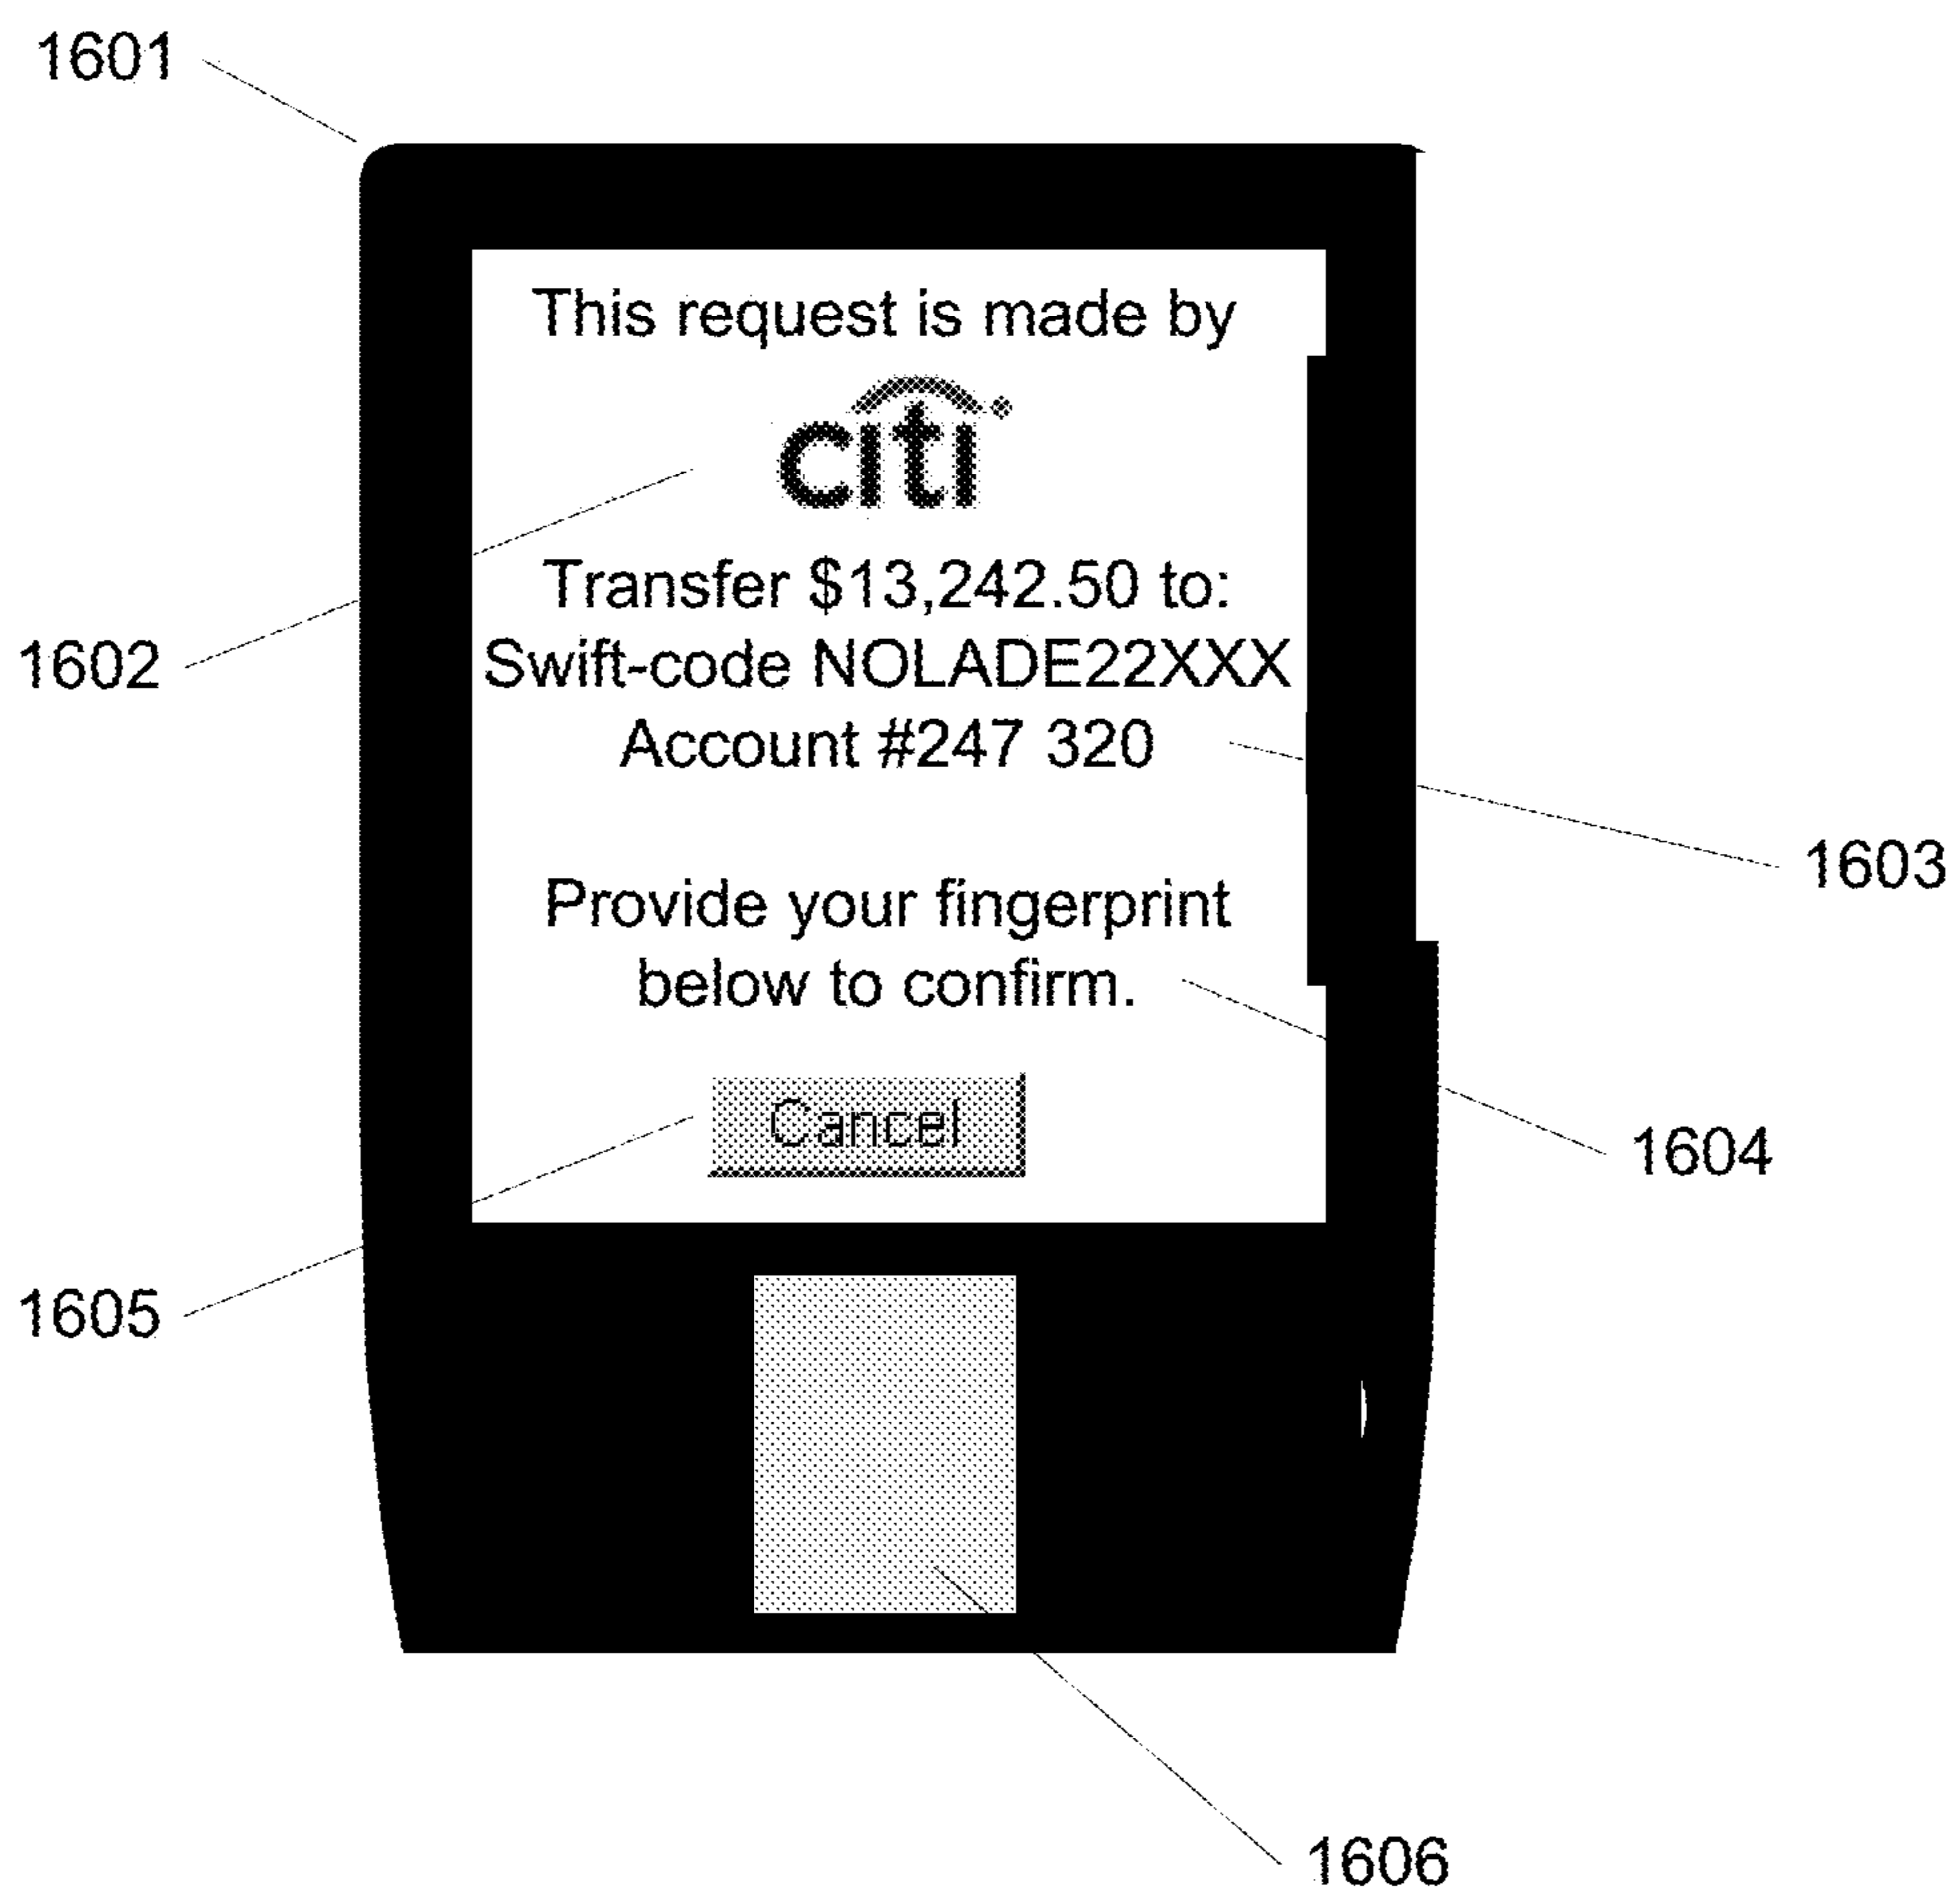 1601
This request is made by
citi
1602
Transfer $13,242.50 to:
Swift-code NOLADE22XXX
Account #247 320
1603
Provide your fingerprint
below to confirm.
1604
Cancel
1605
1606